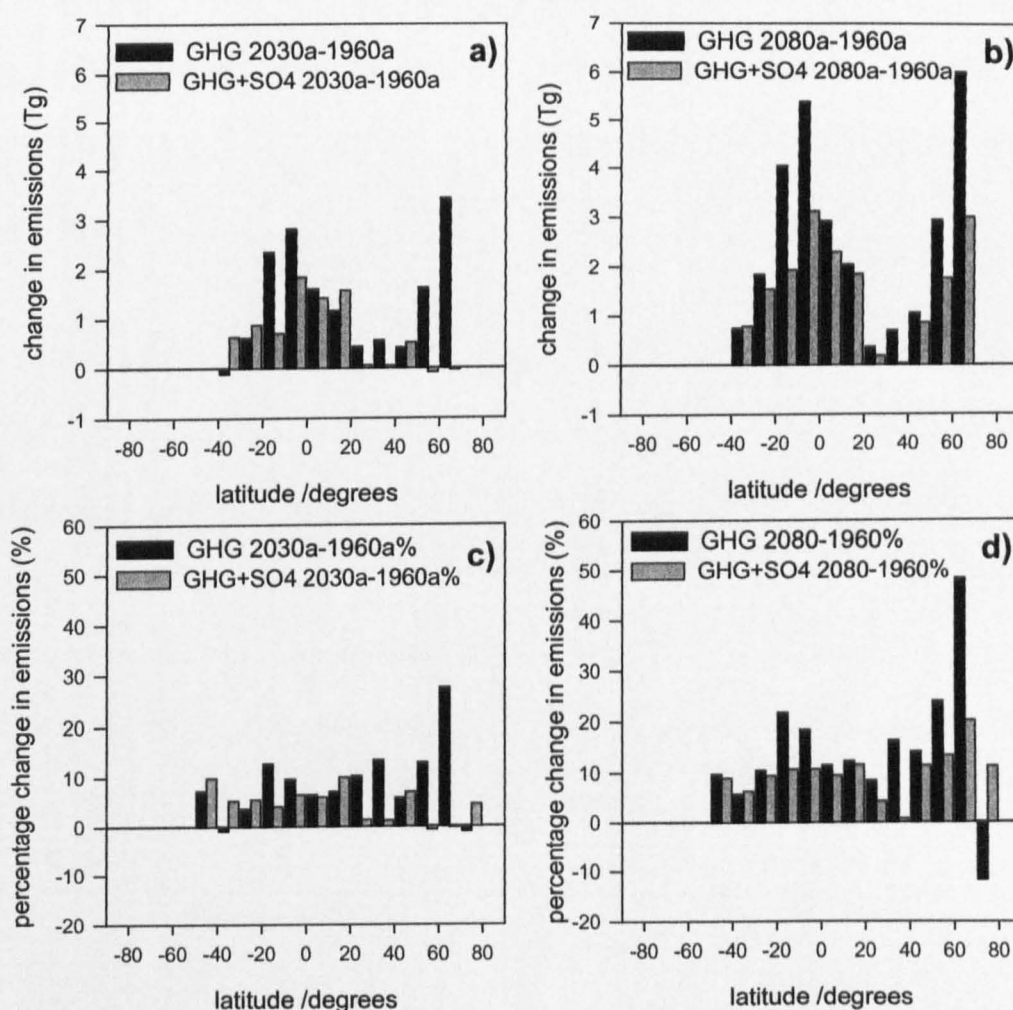 a)
GHG 2030a-1960a
GHG+SO4 2030a-1960a
change in emissions (Tg)
7
6
5
4
3
2
1
0
-1
-80 -60 -40 -20 0 20 40 60 80
latitude /degrees
b)
GHG 2080a-1960a
GHG+SO4 2080a-1960a
change in emissions (Tg)
7
6
5
4
3
2
1
0
-1
-80 -60 -40 -20 0 20 40 60 80
latitude /degrees
c)
GHG 2030a-1960a%
GHG+SO4 2030a-1960a%
percentage change in emissions (%)
60
50
40
30
20
10
0
-10
-20
-80 -60 -40 -20 0 20 40 60 80
latitude /degrees
d)
GHG 2080-1960%
GHG+SO4 2080-1960%
percentage change in emissions (%)
60
50
40
30
20
10
0
-10
-20
-80 -60 -40 -20 0 20 40 60 80
latitude /degrees